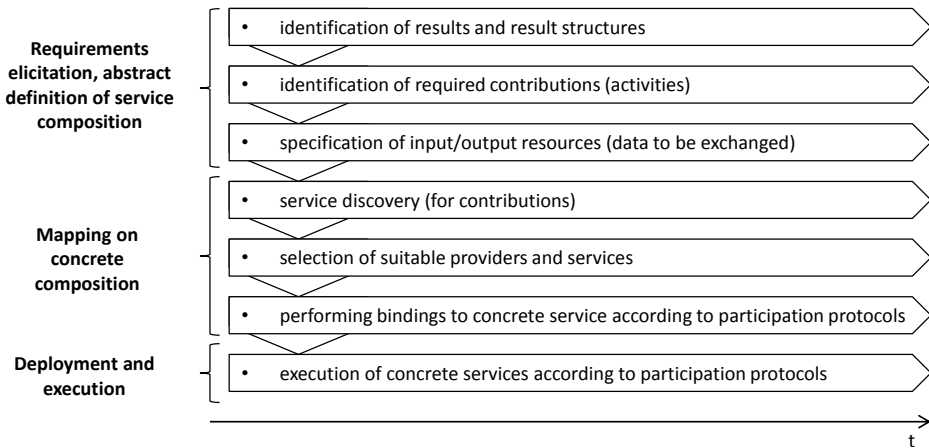 Requirements
elicitation, abstract
definition of service
composition
• identification of results and result structures
• identification of required contributions (activities)
• specification of input/output resources (data to be exchanged)
Mapping on
concrete
composition
• service discovery (for contributions)
• selection of suitable providers and services
• performing bindings to concrete service according to participation protocols
Deployment and
execution
• execution of concrete services according to participation protocols
t